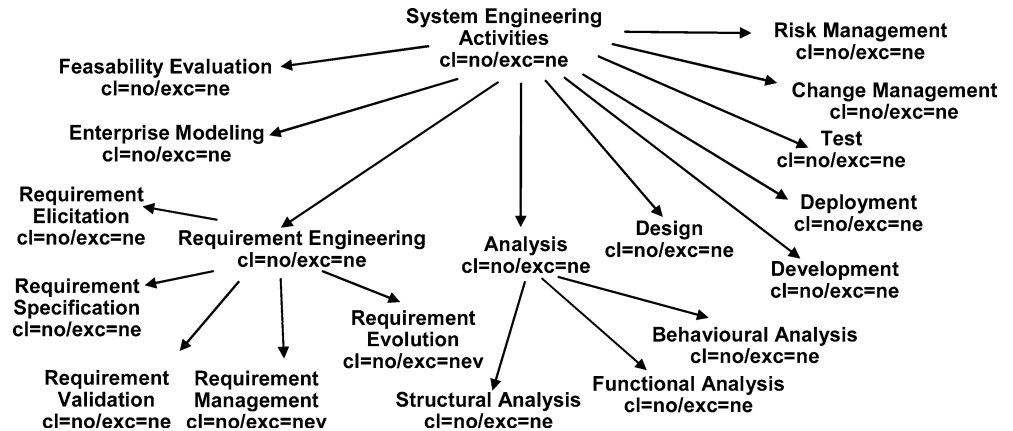 System Engineering
Activities
cl=no/exc=ne
Risk Management
cl=no/exc=ne
Feasability Evaluation
cl=no/exc=ne
Change Management
cl=no/exc=ne
Enterprise Modeling
cl=no/exc=ne
Test
cl=no/exc=ne
Requirement
Elicitation
cl=no/exc=ne
Deployment
cl=no/exc=ne
Requirement Engineering
cl=no/exc=ne
Analysis
cl=no/exc=ne
Design
cl=no/exc=ne
Development
cl=no/exc=ne
Requirement
Specification
cl=no/exc=ne
Requirement
Evolution
cl=no/exc=nev
Behavioural Analysis
cl=no/exc=ne
Requirement
Validation
cl=no/exc=ne
Requirement
Management
cl=no/exc=nev
Structural Analysis
cl=no/exc=ne
Functional Analysis
cl=no/exc=ne